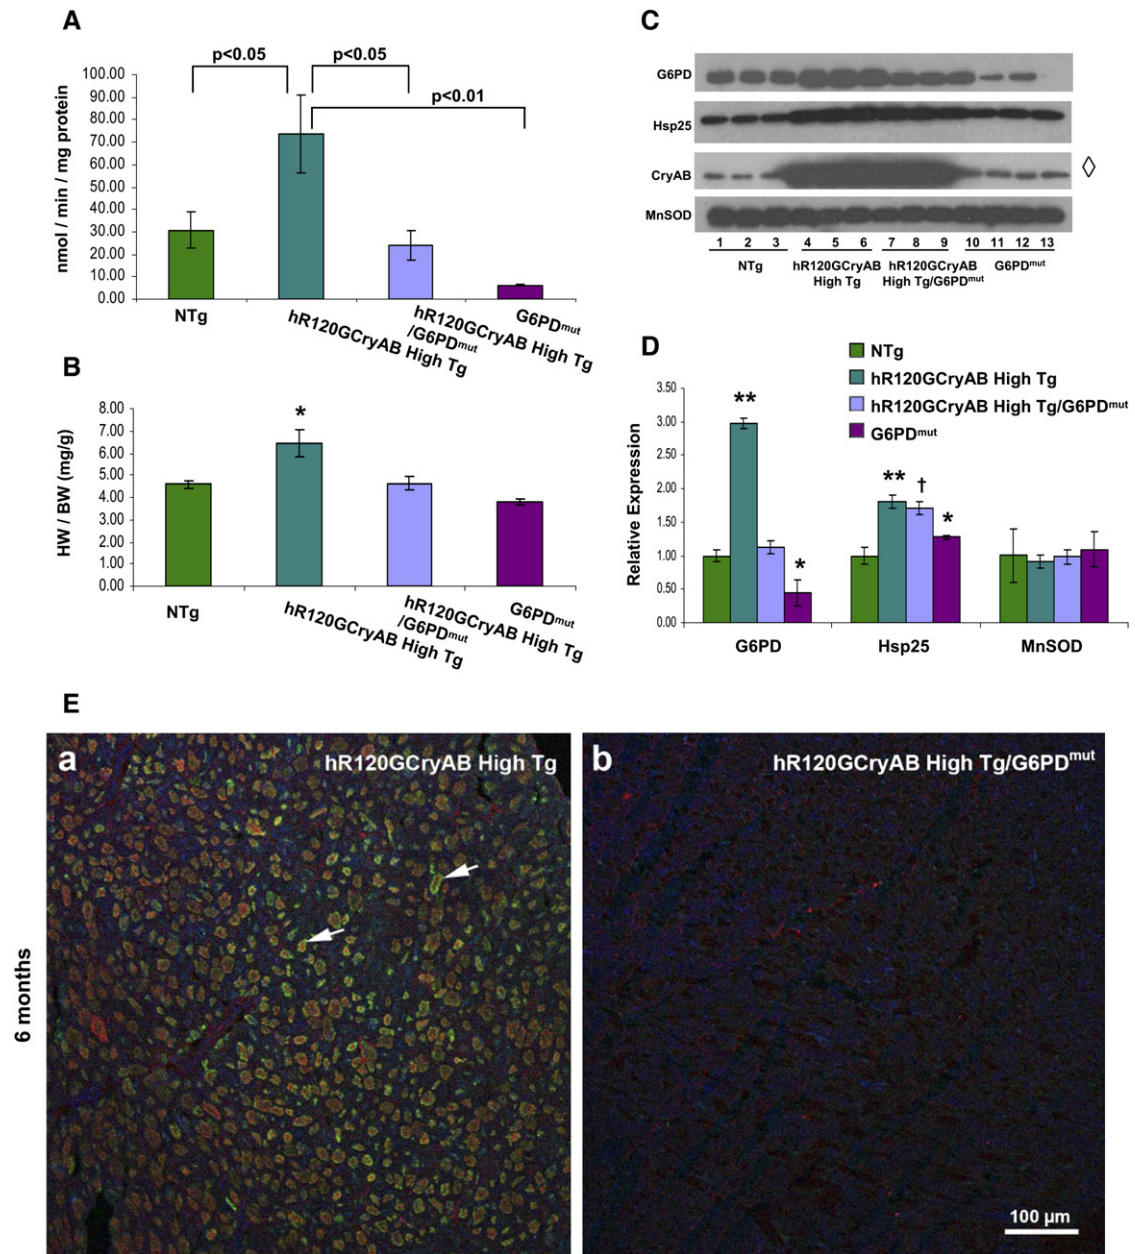 A
p<0.05
p<0.05
p<0.01
nmol / min / mg protein
100.00
90.00
80.00
70.00
60.00
50.00
40.00
30.00
20.00
10.00
0.00
NTg
hR120GCryAB High Tg
hR120GCryAB High Tg
/G6PDmut
G6PDmut
B
HW / BW (mg/g)
8.00
7.00
6.00
5.00
4.00
3.00
2.00
1.00
0.00
*
NTg
hR120GCryAB High Tg
hR120GCryAB High Tg
/G6PDmut
G6PDmut
C
G6PD
Hsp25
CryAB
◊
MnSOD
1 2 3 4 5 6 7 8 9 10 11 12 13
NTg
hR120GCryAB
High Tg
hR120GCryAB
High Tg/G6PDmut
G6PDmut
D
NTg
hR120GCryAB High Tg
hR120GCryAB High Tg/G6PDmut
G6PDmut
Relative Expression
3.50
3.00
2.50
2.00
1.50
1.00
0.50
0.00
**
*
**
†
*
G6PD
Hsp25
MnSOD
E
6 months
a
hR120GCryAB High Tg
b
hR120GCryAB High Tg/G6PDmut
100 µm